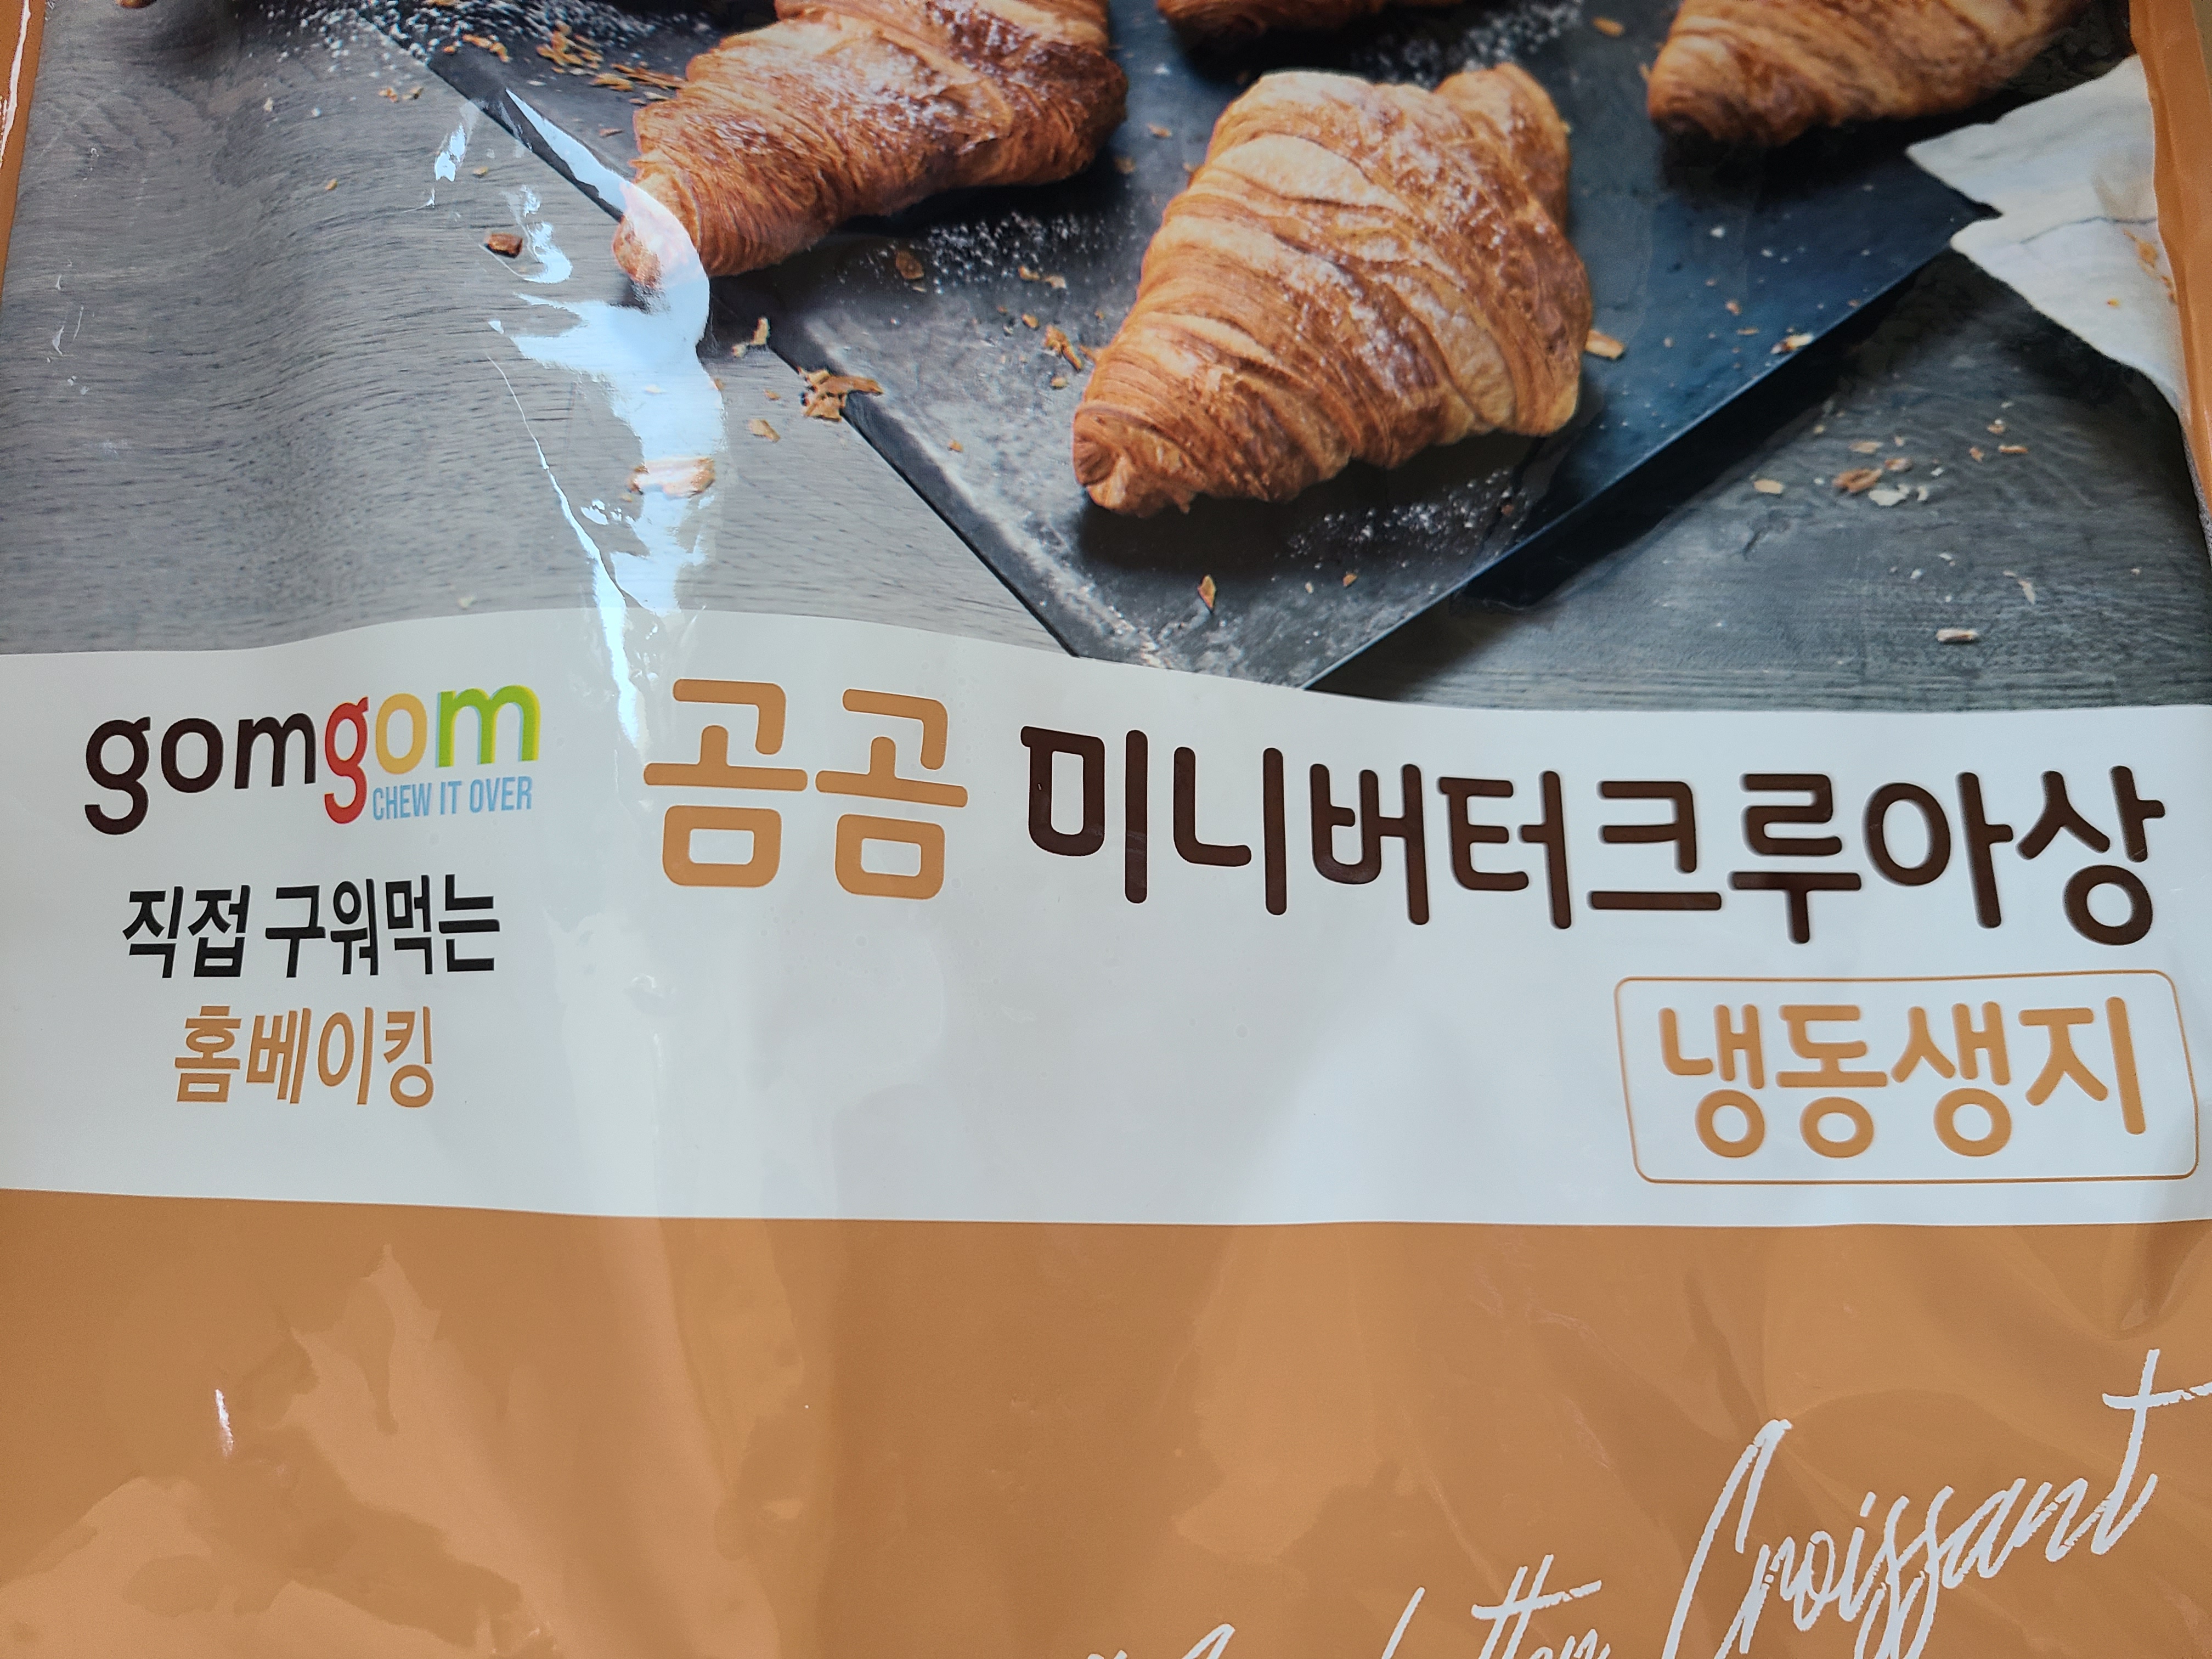 gomgom
CHEW IT OVER
직접 구워먹는
홈베이킹
곰곰 미니버터크루아상
냉동생지
Croissant